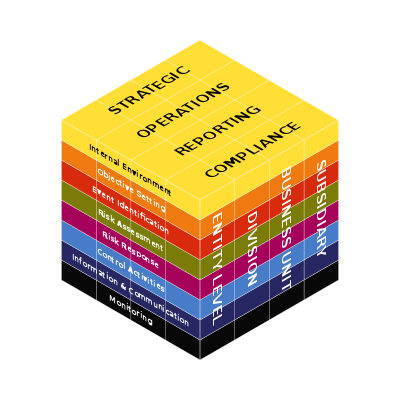 STRATEGIC
OPERATIONS
REPORTING
COMPLIANCE
Internal Environment
Objective Setting
Event Identification
Risk Assessment
Risk Response
Control Activities
Information & Communication
Monitoring
ENTITY LEVEL
DIVISION
BUSINESS UNIT
SUBSIDIARY